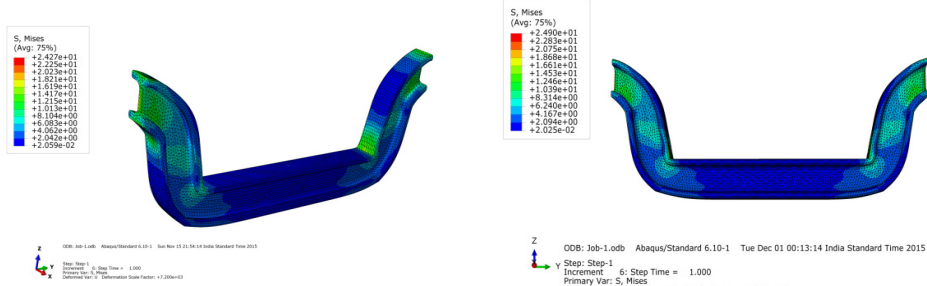 S, Mises
(Avg: 75%)
+2.427e+01
+2.225e+01
+2.023e+01
+1.821e+01
+1.619e+01
+1.417e+01
+1.215e+01
+1.013e+01
+8.104e+00
+6.083e+00
+4.062e+00
+2.042e+00
+2.059e-02
Z
Y
X
ODB: Job-1.odb Abaqus/Standard 6.10-1 Sun Nov 15 21:54:14 India Standard Time 2015
Step: Step-1
Increment 6: Step Time = 1.000
Primary Var: S, Mises
Deformed Var: U Deformation Scale Factor: +7.200e+03
S, Mises
(Avg: 75%)
+2.490e+01
+2.283e+01
+2.075e+01
+1.868e+01
+1.661e+01
+1.453e+01
+1.246e+01
+1.039e+01
+8.314e+00
+6.240e+00
+4.167e+00
+2.094e+00
+2.025e-02
Z
Y
ODB: Job-1.odb Abaqus/Standard 6.10-1 Tue Dec 01 00:13:14 India Standard Time 2015
Step: Step-1
Increment 6: Step Time = 1.000
Primary Var: S, Mises